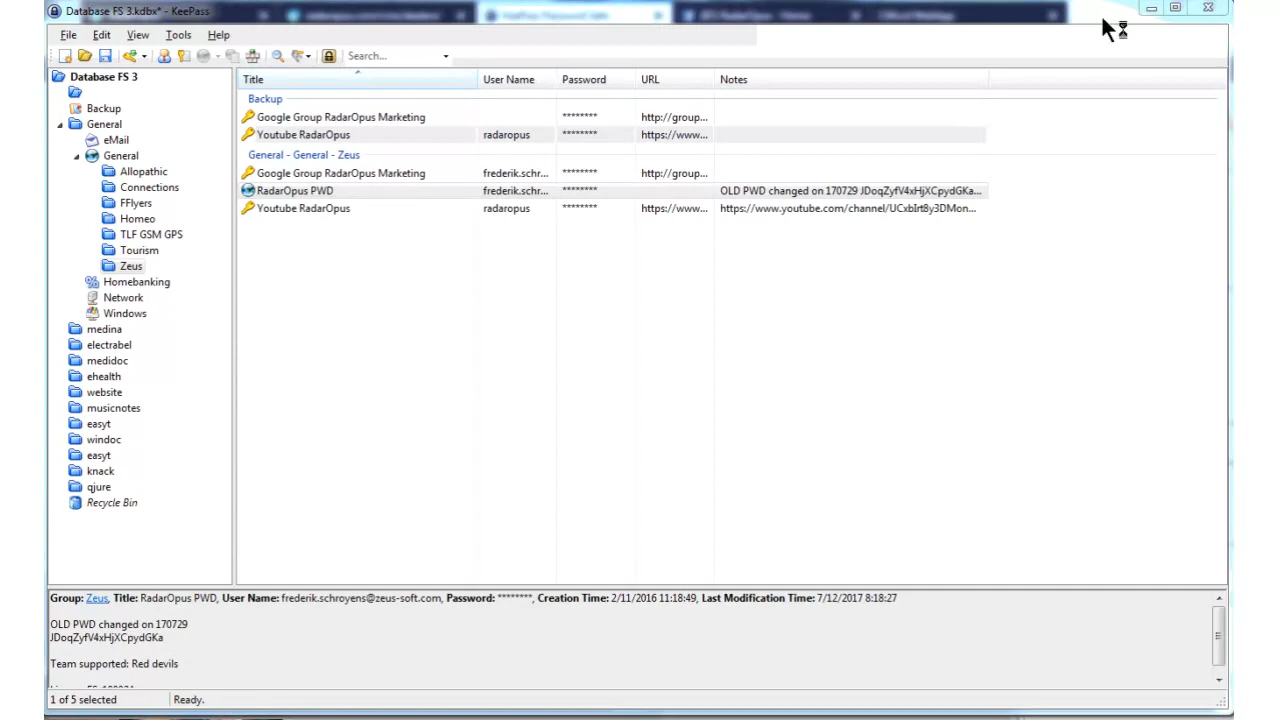 Database FS 3.kdbx* - KeePass
File Edit View Tools Help
Search...
Database FS 3
Backup
General
eMail
General
Allopathic
Connections
FFlyers
Homeo
TLF GSM GPS
Tourism
Zeus
Homebanking
Network
Windows
medina
electrabel
medidoc
ehealth
website
musicnotes
easyt
windoc
easyt
knack
qjure
Recycle Bin
Title User Name Password URL Notes
Backup
Google Group RadarOpus Marketing ******** http://group...
Youtube RadarOpus radaropus ******** https://www...
General - General - Zeus
Google Group RadarOpus Marketing frederik.schr... ******** http://group...
RadarOpus PWD frederik.schr... ******** OLD PWD changed on 170729 JDoqZyfV4xHjXCpydGKa...
Youtube RadarOpus radaropus ******** https://www... https://www.youtube.com/channel/UCxbIrt8y3DMon...
Group: Zeus, Title: RadarOpus PWD, User Name: frederik.schroyens@zeus-soft.com, Password: ********, Creation Time: 2/11/2016 11:18:49, Last Modification Time: 7/12/2017 8:18:27
OLD PWD changed on 170729
JDoqZyfV4xHjXCpydGKa
Team supported: Red devils
1 of 5 selected Ready.